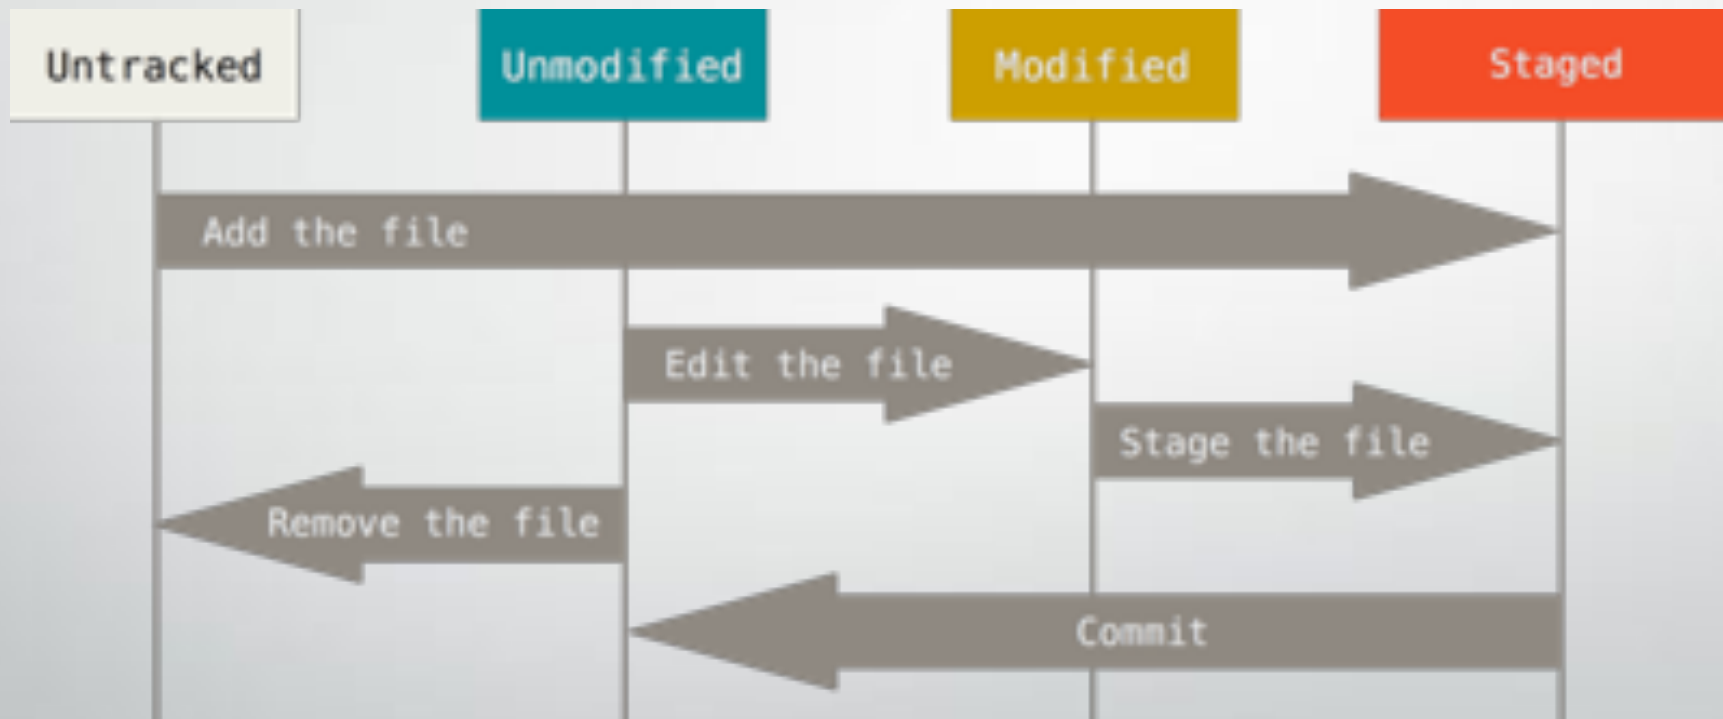 Untracked
Unmodified
Modified
Staged
Add the file
Edit the file
Stage the file
Remove the file
Commit